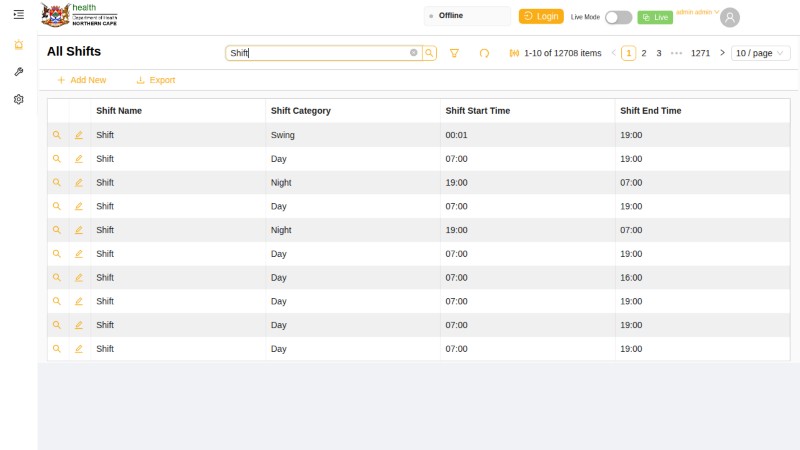 health
Department of Health
NORTHERN CAPE
Offline
Login
Live Mode
Live
admin admin
All Shifts
Shift
1-10 of 12708 items
1 2 3 ••• 1271
10 / page
Add New
Export
Shift Name Shift Category Shift Start Time Shift End Time
Shift Swing 00:01 19:00
Shift Day 07:00 19:00
Shift Night 19:00 07:00
Shift Day 07:00 19:00
Shift Night 19:00 07:00
Shift Day 07:00 19:00
Shift Day 07:00 16:00
Shift Day 07:00 19:00
Shift Day 07:00 19:00
Shift Day 07:00 19:00